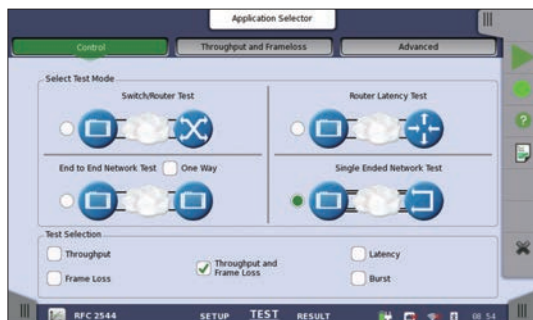 Application Selector
Control
Throughput and Frameloss
Advanced
Select Test Mode
Switch/Router Test
Router Latency Test
End to End Network Test
One Way
Single Ended Network Test
Test Selection
Throughput
Throughput and
Frame Loss
Latency
Frame Loss
Burst
RFC 2544
SETUP
TEST
RESULT
08 54